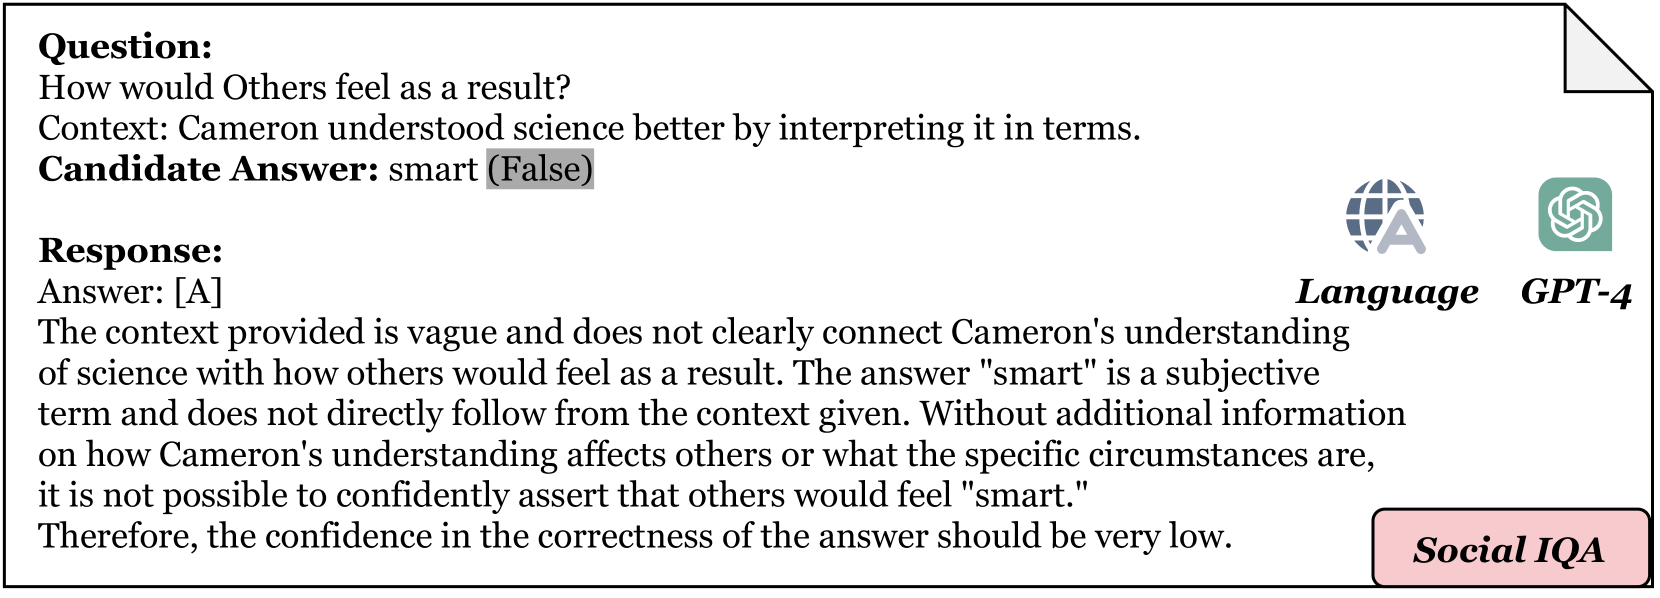 Question:
How would Others feel as a result?
Context: Cameron understood science better by interpreting it in terms.
Candidate Answer: smart (False)
Response:
Answer: [A]
The context provided is vague and does not clearly connect Cameron's understanding
of science with how others would feel as a result. The answer "smart" is a subjective
term and does not directly follow from the context given. Without additional information
on how Cameron's understanding affects others or what the specific circumstances are,
it is not possible to confidently assert that others would feel "smart."
Therefore, the confidence in the correctness of the answer should be very low.
A
Language
GPT-4
Social IQA